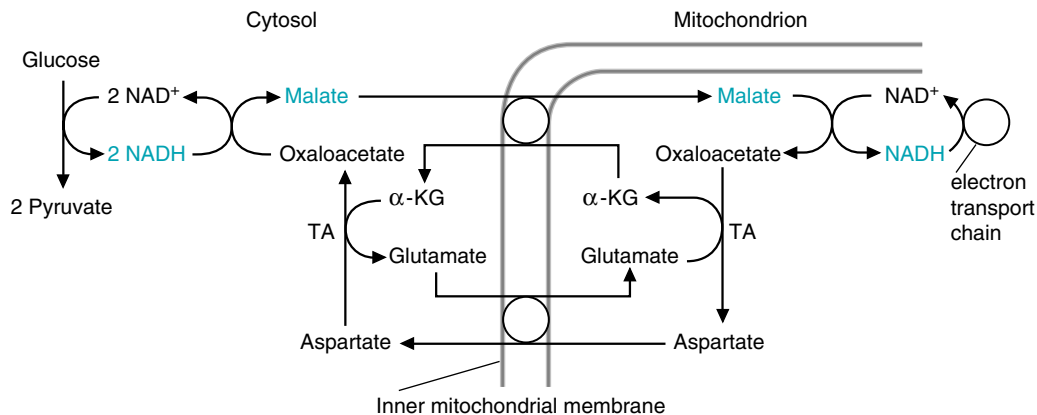 Cytosol
Mitochondrion
Glucose
2 NAD⁺
Malate
Malate
NAD⁺
2 NADH
Oxaloacetate
Oxaloacetate
NADH
2 Pyruvate
α-KG
α-KG
electron
transport
chain
TA
TA
Glutamate
Glutamate
Aspartate
Aspartate
Inner mitochondrial membrane